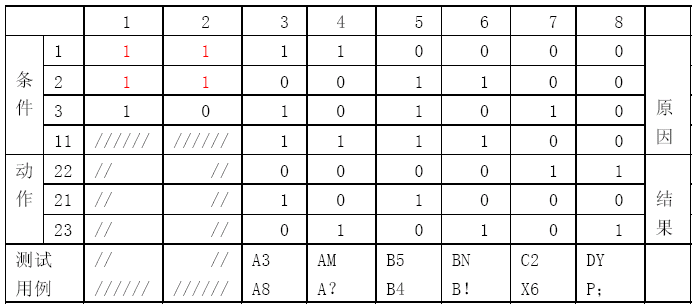 1 2 3 4 5 6 7 8
条件 1 1 1 1 1 0 0 0 0 原因
2 1 1 0 0 1 1 0 0
3 1 0 1 0 1 0 1 0
11 ////// ////// 1 1 1 1 0 0
动作 22 // // 0 0 0 0 1 1 结果
21 // // 1 0 1 0 0 0
23 // // 0 1 0 1 0 1
测试 // // A3 AM B5 BN C2 DY
用例 ////// ////// A8 A? B4 B! X6 P;